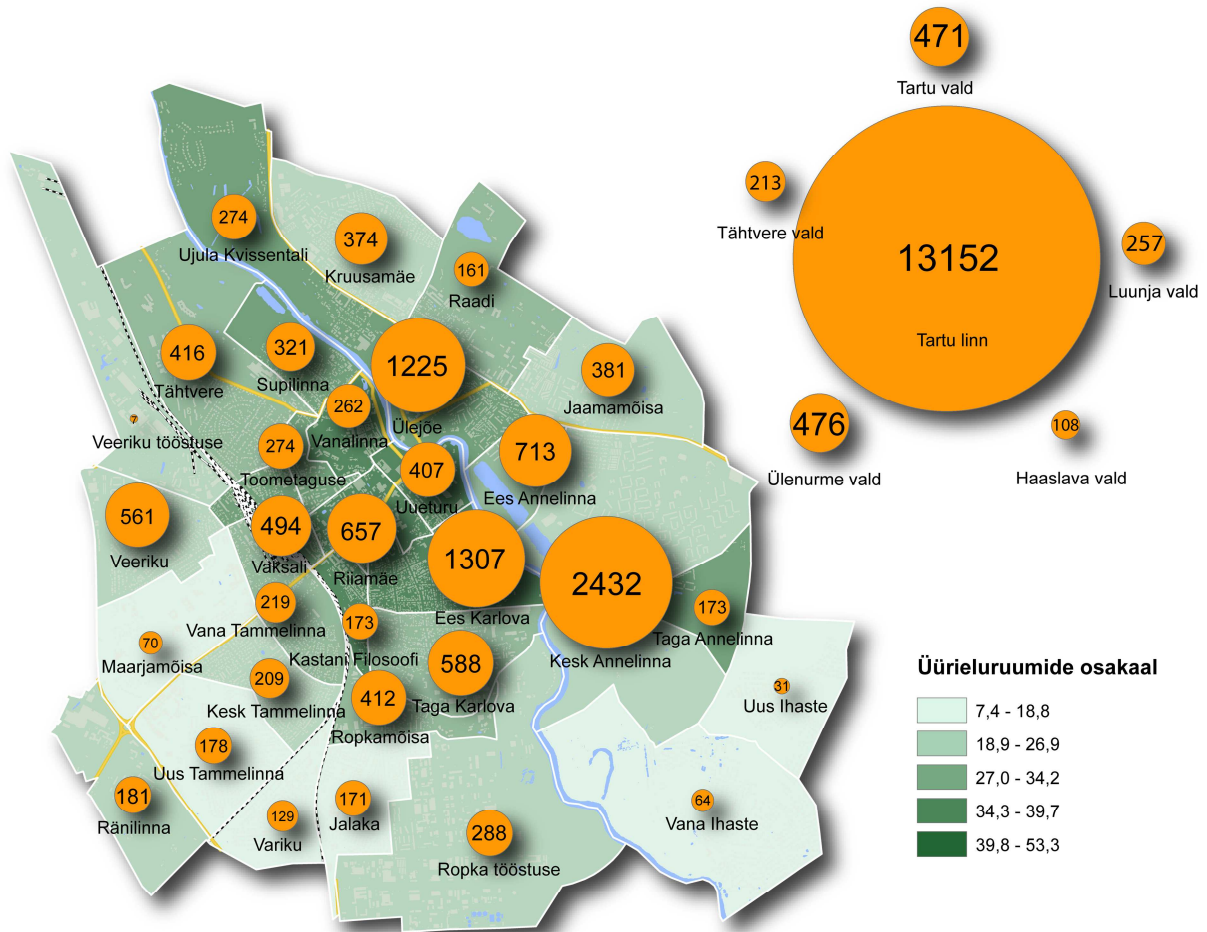 471
Tartu vald
213
Tähtvere vald
13152
Tartu linn
257
Luunja vald
476
Ülenurme vald
108
Haaslava vald
274
Ujula Kvissentali
374
Kruusamäe
161
Raadi
416
Tähtvere
321
Supilinna
1225
Ülejõe
381
Jaamamõisa
7
Veeriku tööstuse
262
Vanalinna
274
Toometaguse
407
Uueturu
713
Ees Annelinna
561
Veeriku
494
Vaksali
657
Riiamäe
1307
Ees Karlova
2432
Kesk Annelinna
173
Taga Annelinna
219
Vana Tammelinna
173
Kastani Filosoofi
70
Maarjamõisa
209
Kesk Tammelinna
412
Ropkamõisa
588
Taga Karlova
31
Uus Ihaste
178
Uus Tammelinna
181
Ränilinna
129
Variku
171
Jalaka
288
Ropka tööstuse
64
Vana Ihaste
Üürieluruumide osakaal
7,4 - 18,8
18,9 - 26,9
27,0 - 34,2
34,3 - 39,7
39,8 - 53,3